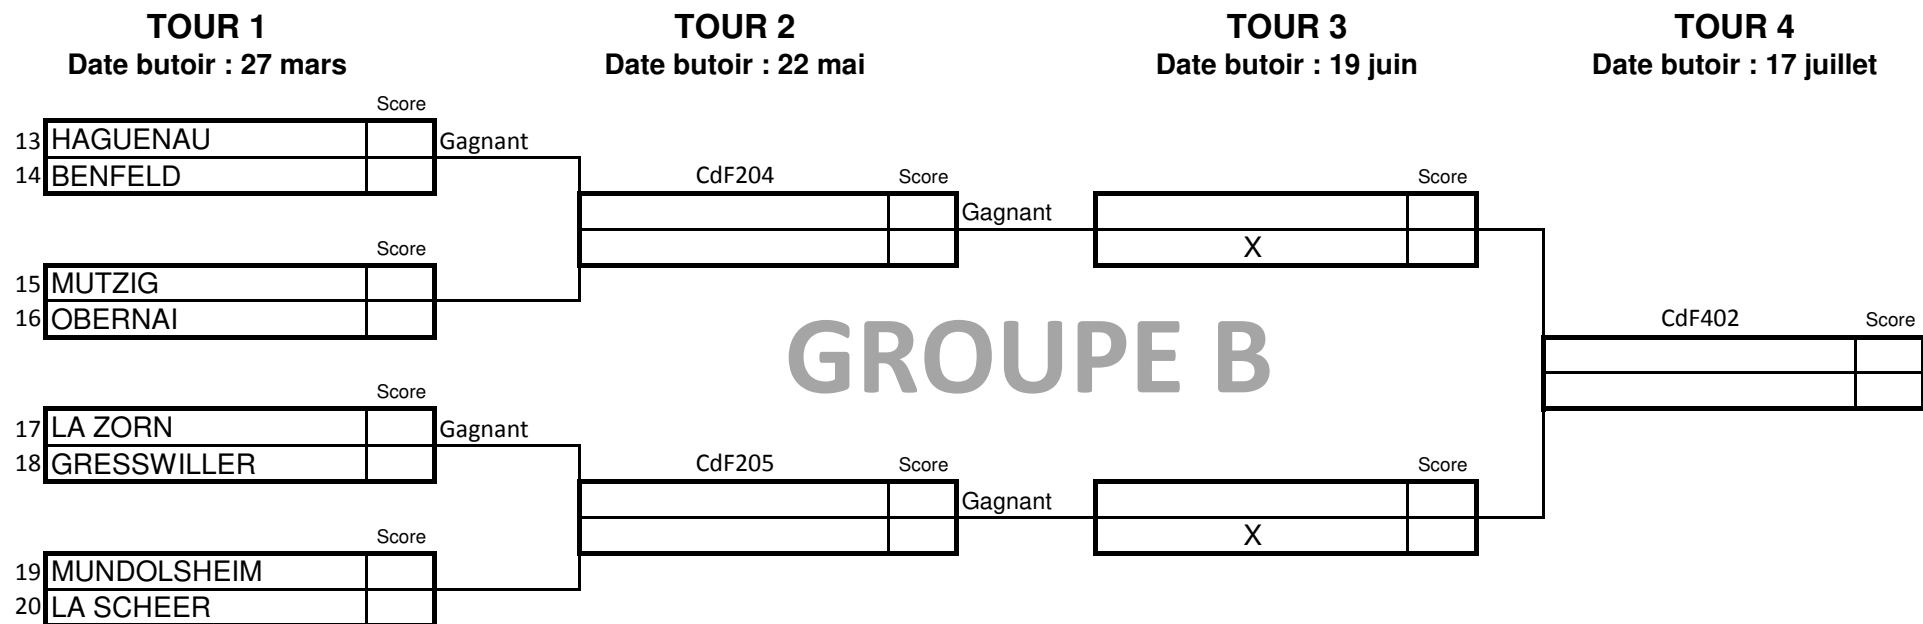 TOUR 1
Date butoir : 27 mars
TOUR 2
Date butoir : 22 mai
TOUR 3
Date butoir : 19 juin
TOUR 4
Date butoir : 17 juillet
Score
13 HAGUENAU
Gagnant
14 BENFELD
CdF204
Score
Score
Gagnant
X
Score
15 MUTZIG
16 OBERNAI
GROUPE B
CdF402
Score
Score
17 LA ZORN
Gagnant
18 GRESSWILLER
CdF205
Score
Score
Gagnant
X
Score
19 MUNDOLSHEIM
20 LA SCHEER